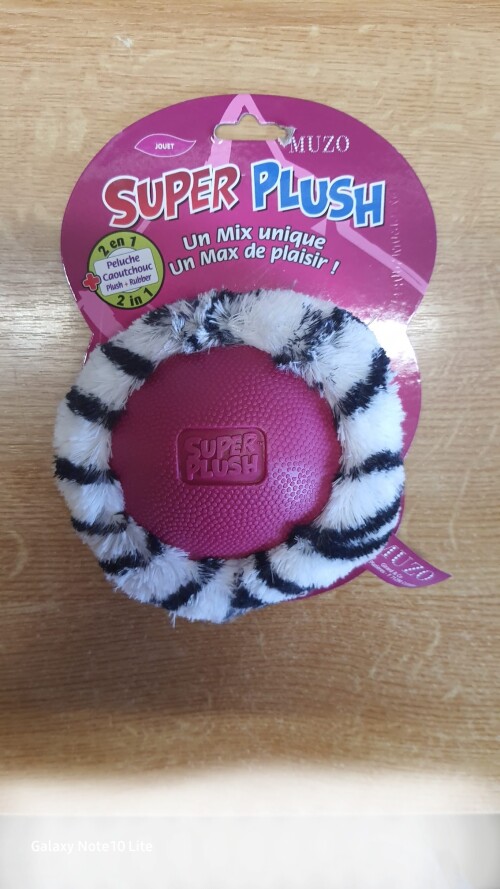 JOUET
MUZO
SUPER PLUSH
Un Mix unique
Un Max de plaisir !
2 en 1
Peluche
+ Caoutchouc
Plush + Rubber
2 in 1
SUPER
PLUSH
MUZO
Galaxy Note10 Lite